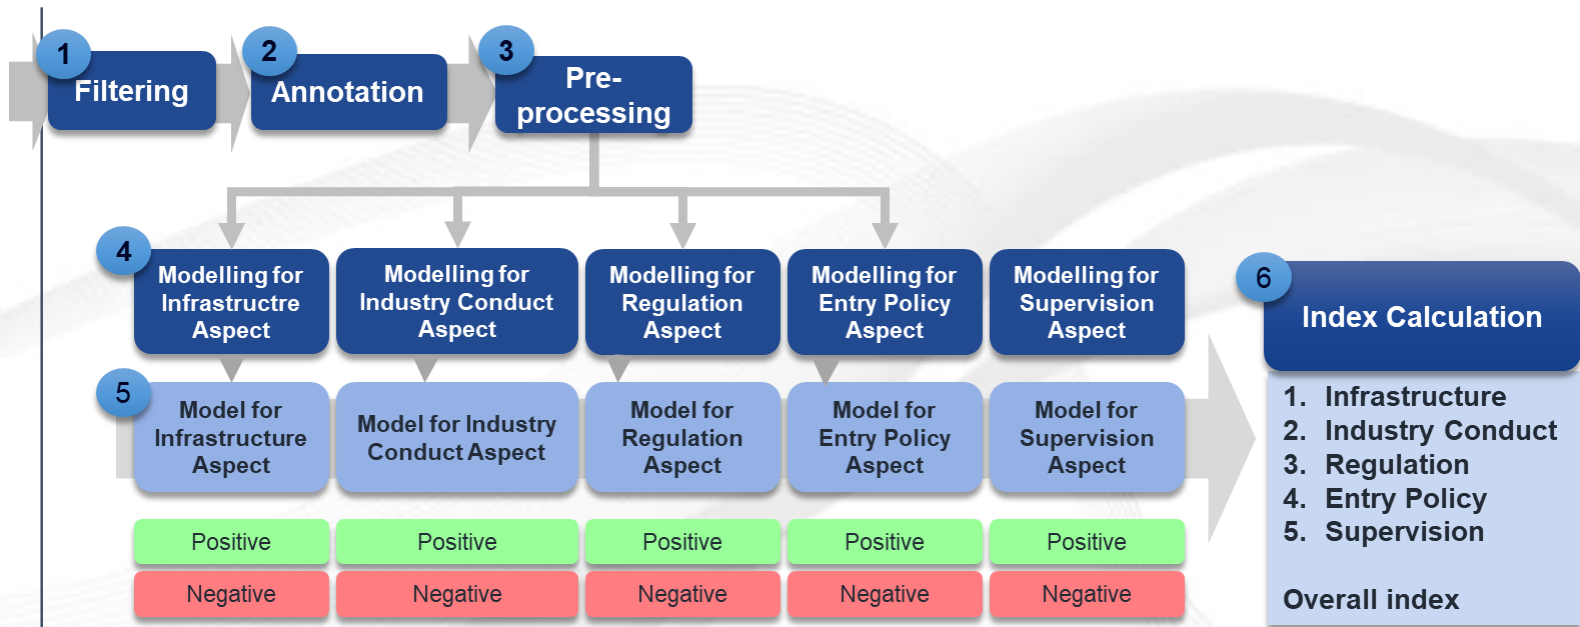 1
Filtering
2
Annotation
3
Pre-
processing
4
Modelling for
Infrastructre
Aspect
Modelling for
Industry Conduct
Aspect
Modelling for
Regulation
Aspect
Modelling for
Entry Policy
Aspect
Modelling for
Supervision
Aspect
5
Model for
Infrastructure
Aspect
Model for Industry
Conduct Aspect
Model for
Regulation
Aspect
Model for
Entry Policy
Aspect
Model for
Supervision
Aspect
Positive
Positive
Positive
Positive
Positive
Negative
Negative
Negative
Negative
Negative
6
Index Calculation
1. Infrastructure
2. Industry Conduct
3. Regulation
4. Entry Policy
5. Supervision
Overall index